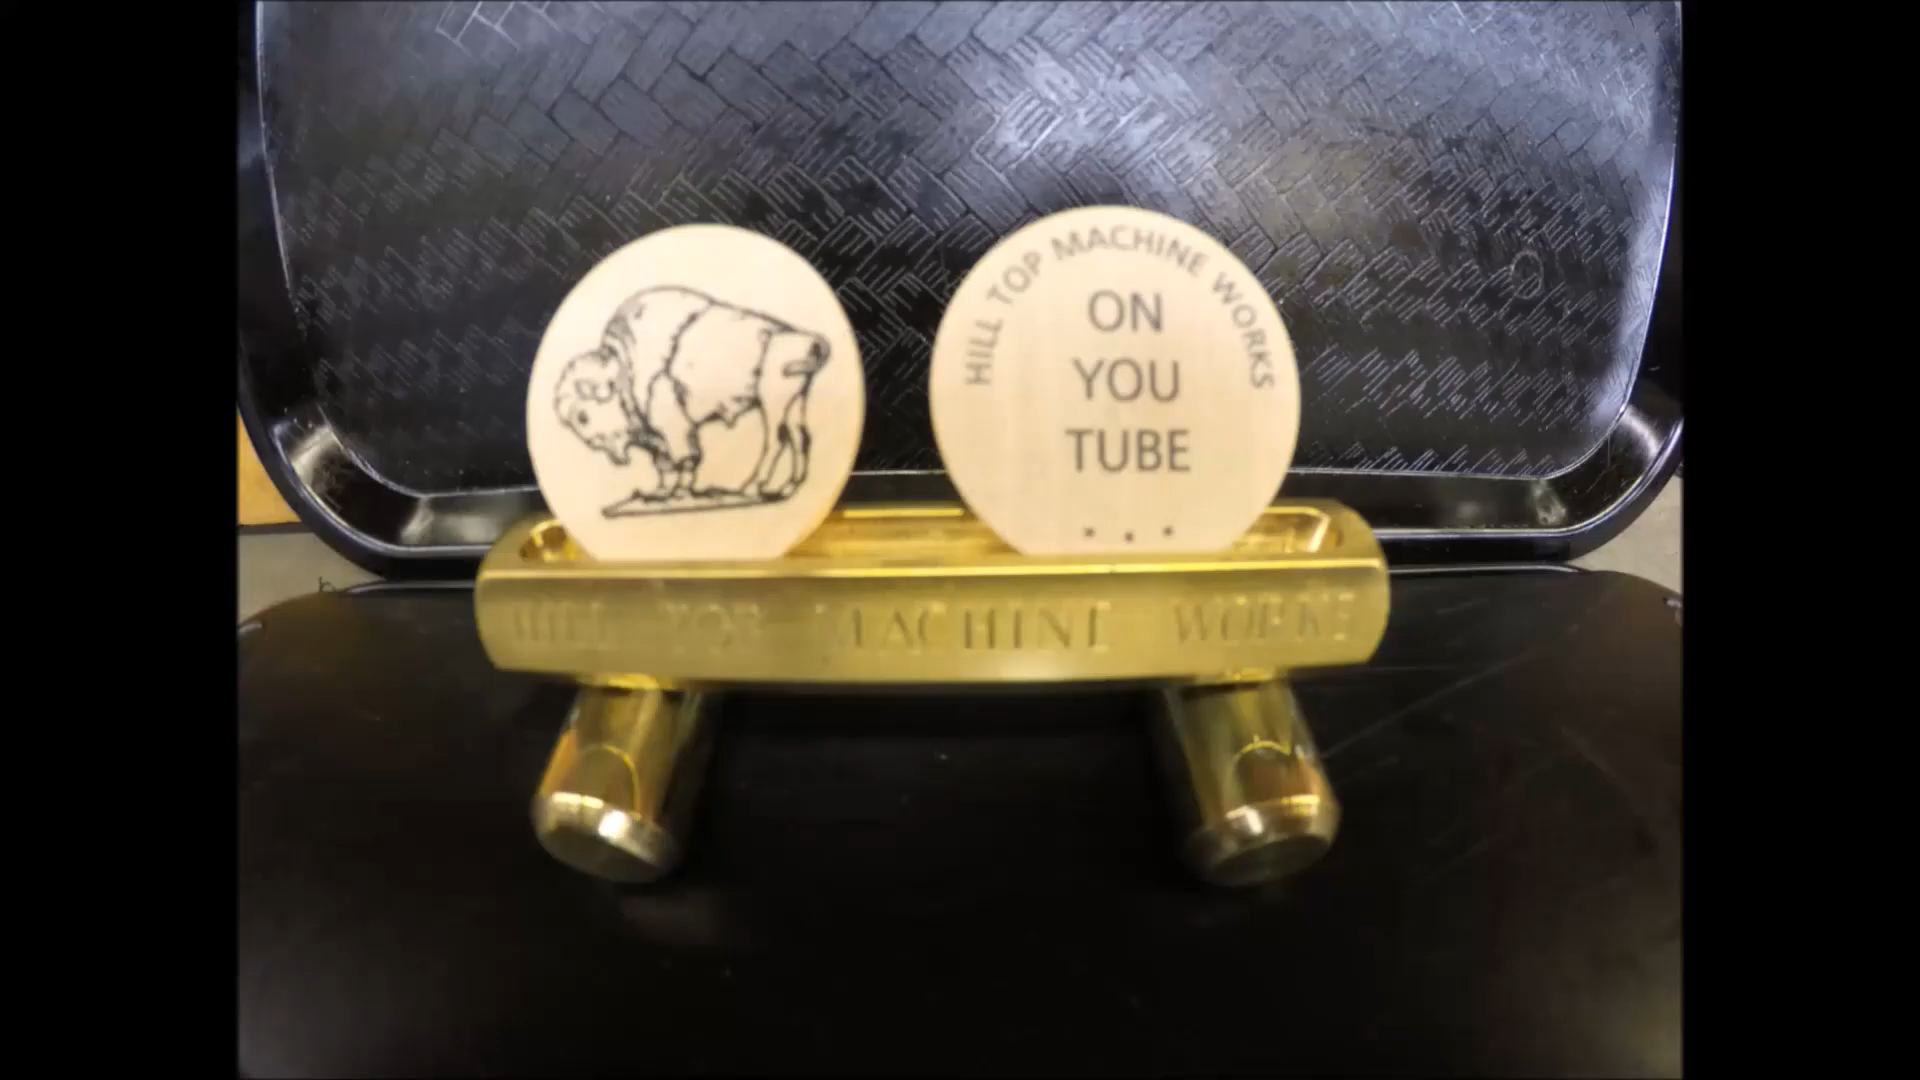 HILL TOP MACHINE WORKS
ON
YOU
TUBE
. . .
HILL TOP MACHINE WORKS